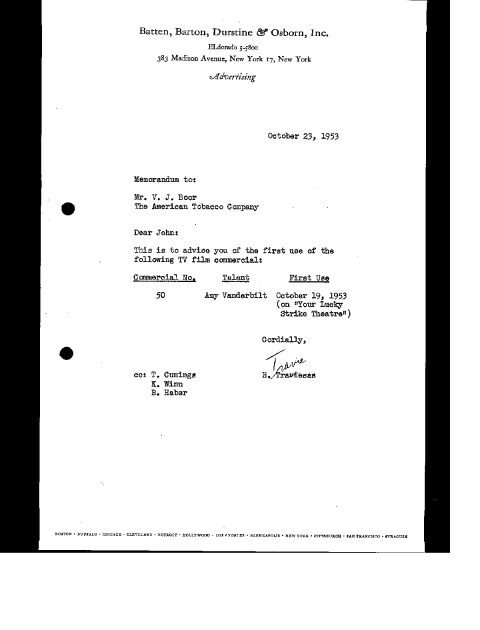 Batten, Barton, Durstine & Osborn, Inc.
ELdorado 5-5800
383 Madison Avenue, New York 17, New York
Advertising
October 23, 1953
Memorandum to:
Mr. V. J. Boor
The American Tobacco Company
Dear John:
This is to advise you of the first use of the
following TV film commercial:
Commercial No. Talent First Use
50 Amy Vanderbilt October 19, 1953
(on "Your Lucky
Strike Theatre")
Cordially,
Travie
H. Traviesas
cc: T. Cumings
K. Winn
B. Habar
BOSTON • BUFFALO • CHICAGO • CLEVELAND • DETROIT • HOLLYWOOD • LOS ANGELES • MINNEAPOLIS • NEW YORK • PITTSBURGH • SAN FRANCISCO • SYRACUSE